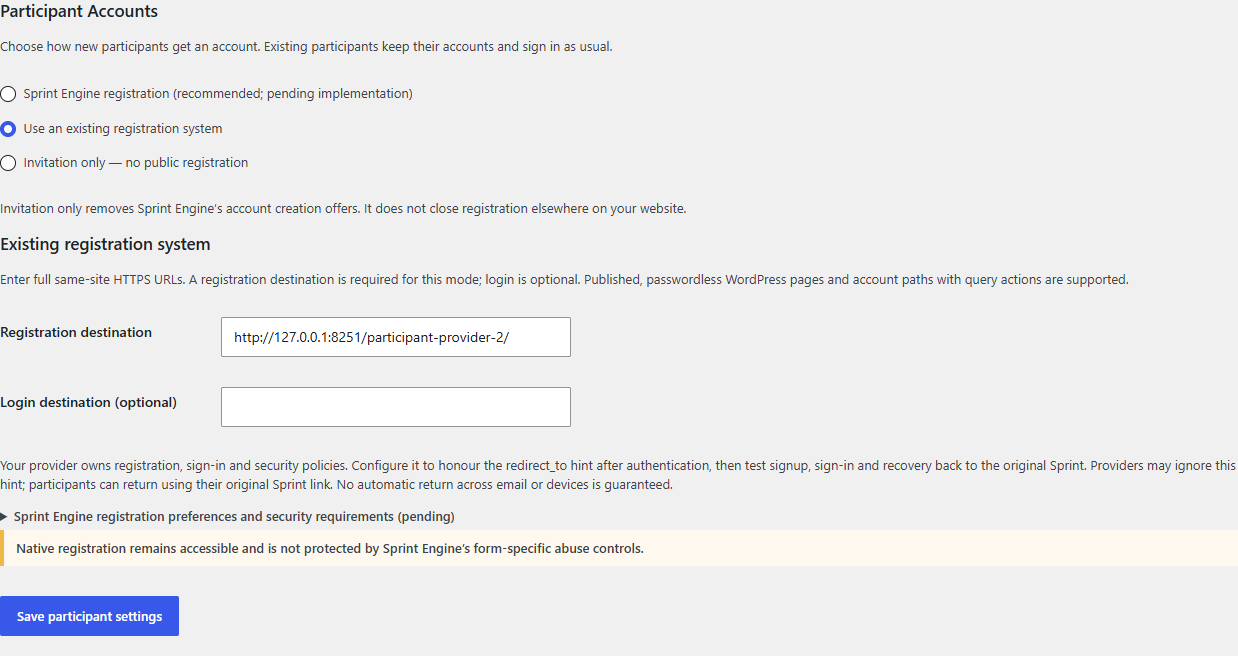 Participant Accounts
Choose how new participants get an account. Existing participants keep their accounts and sign in as usual.
Sprint Engine registration (recommended; pending implementation)
Use an existing registration system
Invitation only — no public registration
Invitation only removes Sprint Engine’s account creation offers. It does not close registration elsewhere on your website.
Existing registration system
Enter full same-site HTTPS URLs. A registration destination is required for this mode; login is optional. Published, passwordless WordPress pages and account paths with query actions are supported.
Registration destination
http://127.0.0.1:8251/participant-provider-2/
Login destination (optional)
Your provider owns registration, sign-in and security policies. Configure it to honour the redirect_to hint after authentication, then test signup, sign-in and recovery back to the original Sprint. Providers may ignore this
hint; participants can return using their original Sprint link. No automatic return across email or devices is guaranteed.
Sprint Engine registration preferences and security requirements (pending)
Native registration remains accessible and is not protected by Sprint Engine’s form-specific abuse controls.
Save participant settings